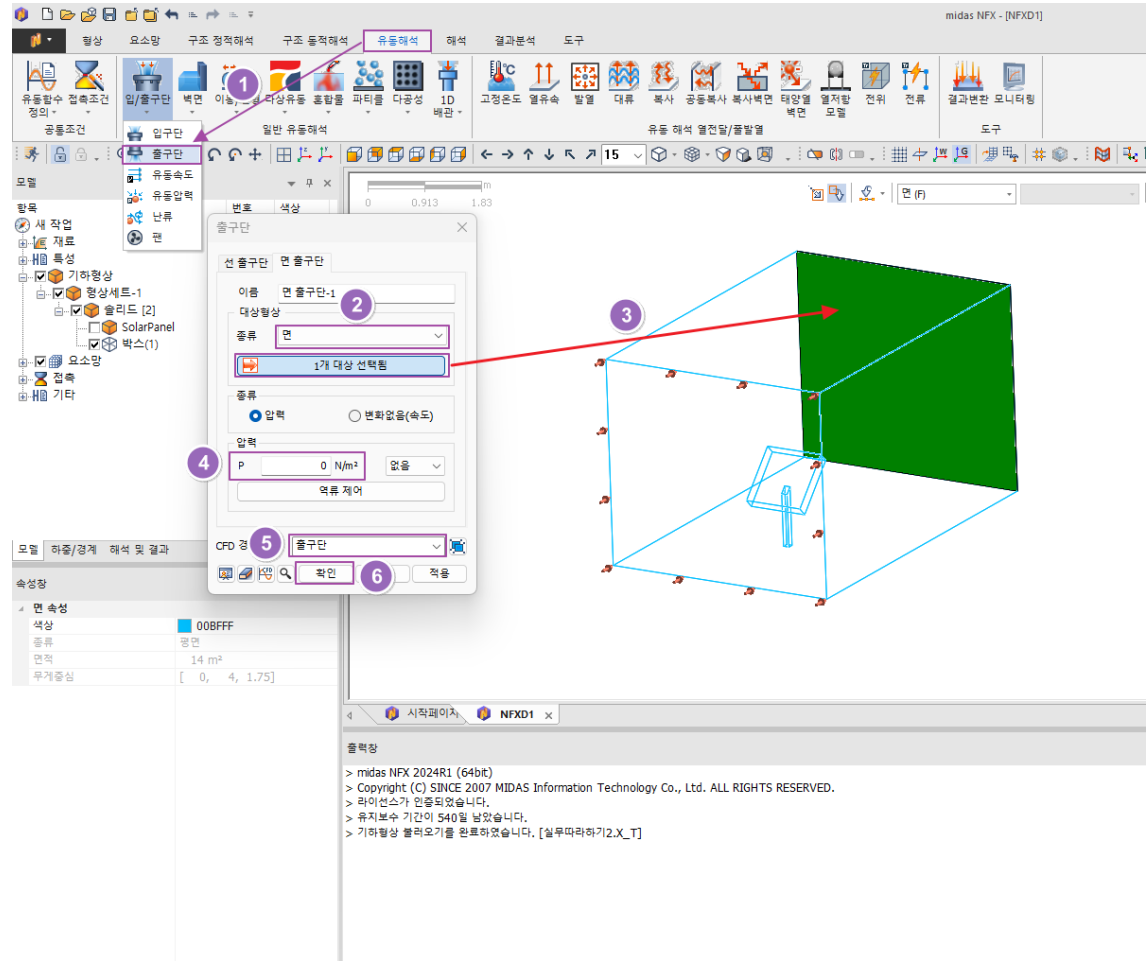 midas NFX - [NFXD1]
형상 요소망 구조 정적해석 구조 동적해석 유동해석 해석 결과분석 도구
1
유동함수 정의 접촉조건 입/출구단 벽면 다상유동 혼합물 파티클 다공성 1D 배관 고정온도 열유속 발열 대류 복사 공동복사 복사벽면 태양열 벽면 열저항 모델 전위 전류 결과변환 모니터링
공통조건 일반 유동해석 유동 해석 열전달/줄발열 도구
입구단
출구단
유동속도
유동압력
난류
팬
15
모델
항목 번호 색상
새 작업
재료
특성
기하형상
형상세트-1
솔리드 [2]
SolarPanel
박스(1)
요소망
접촉
기타
m
0 0.913 1.83
면 (F)
출구단
선 출구단 면 출구단
이름 면 출구단-1
대상형상
2
종류 면
1개 대상 선택됨
3
종류
압력 변화없음(속도)
압력
4
P 0 N/m² 없음
역류 제어
CFD 경
5
출구단
확인
6
적용
모델 하중/경계 해석 및 결과
속성창
면 속성
색상 00BFFF
종류 평면
면적 14 m²
무게중심 [ 0, 4, 1.75]
시작페이지 NFXD1
출력창
> midas NFX 2024R1 (64bit)
> Copyright (C) SINCE 2007 MIDAS Information Technology Co., Ltd. ALL RIGHTS RESERVED.
> 라이선스가 인증되었습니다.
> 유지보수 기간이 540일 남았습니다.
> 기하형상 불러오기를 완료하였습니다. [실무따라하기2.X_T]